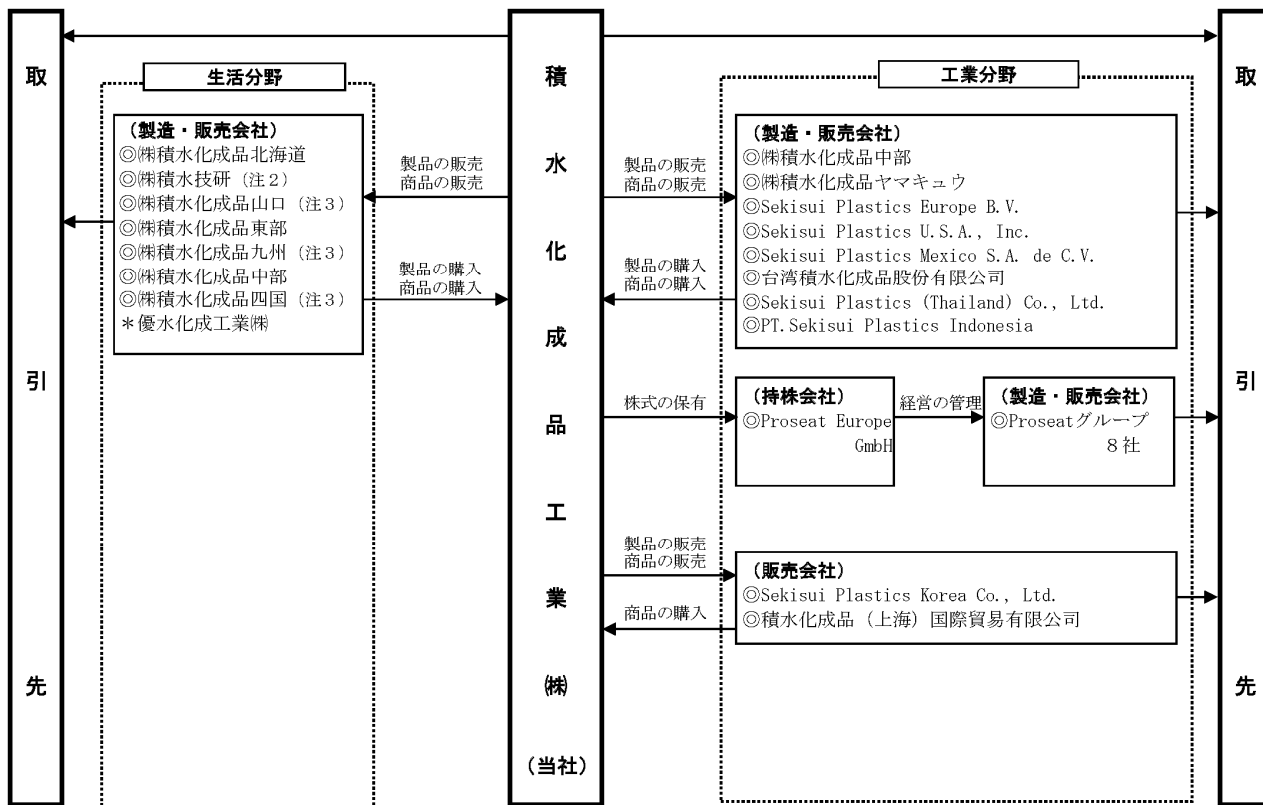 取引先
生活分野
（製造・販売会社）
◎㈱積水化成品北海道
◎㈱積水技研（注２）
◎㈱積水化成品山口（注３）
◎㈱積水化成品東部
◎㈱積水化成品九州（注３）
◎㈱積水化成品中部
◎㈱積水化成品四国（注３）
＊優水化成工業㈱
製品の販売
商品の販売
製品の購入
商品の購入
積水化成品工業㈱
（当社）
製品の販売
商品の販売
製品の購入
商品の購入
株式の保有
製品の販売
商品の販売
商品の購入
工業分野
（製造・販売会社）
◎㈱積水化成品中部
◎㈱積水化成品ヤマキュウ
◎Sekisui Plastics Europe B.V.
◎Sekisui Plastics U.S.A., Inc.
◎Sekisui Plastics Mexico S.A. de C.V.
◎台湾積水化成品股份有限公司
◎Sekisui Plastics (Thailand) Co., Ltd.
◎PT.Sekisui Plastics Indonesia
（持株会社）
◎Proseat Europe
GmbH
経営の管理
（製造・販売会社）
◎Proseatグループ
８社
（販売会社）
◎Sekisui Plastics Korea Co., Ltd.
◎積水化成品（上海）国際貿易有限公司
取引先